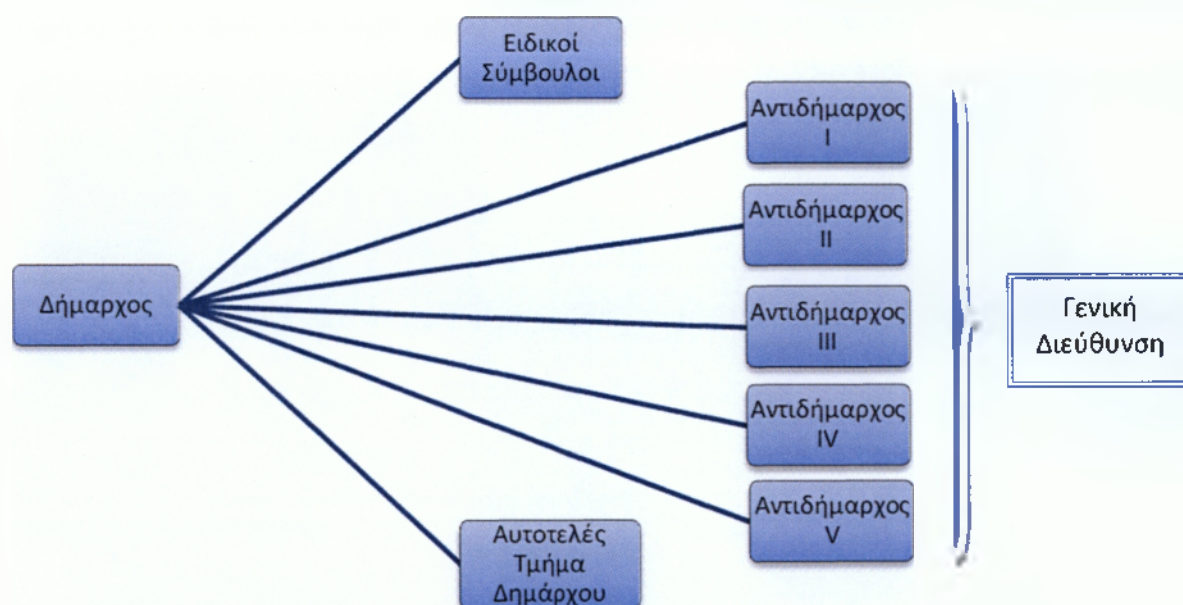 Ειδικοί
Σύμβουλοι
Αντιδήμαρχος
I
Αντιδήμαρχος
II
Δήμαρχος
Αντιδήμαρχος
III
Γενική
Διεύθυνση
Αντιδήμαρχος
IV
Αντιδήμαρχος
V
Αυτοτελές
Τμήμα
Δημάρχου